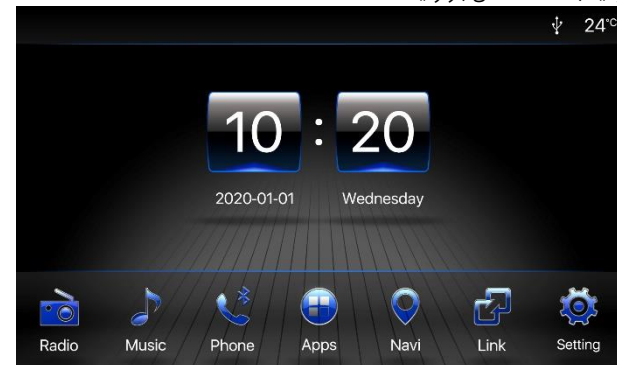 24°C
10 : 20
2020-01-01 Wednesday
Radio Music Phone Apps Navi Link Setting